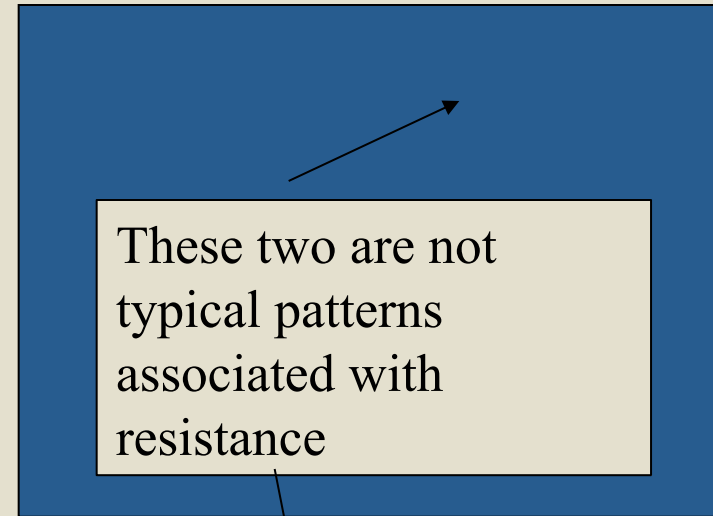 These two are not
typical patterns
associated with
resistance